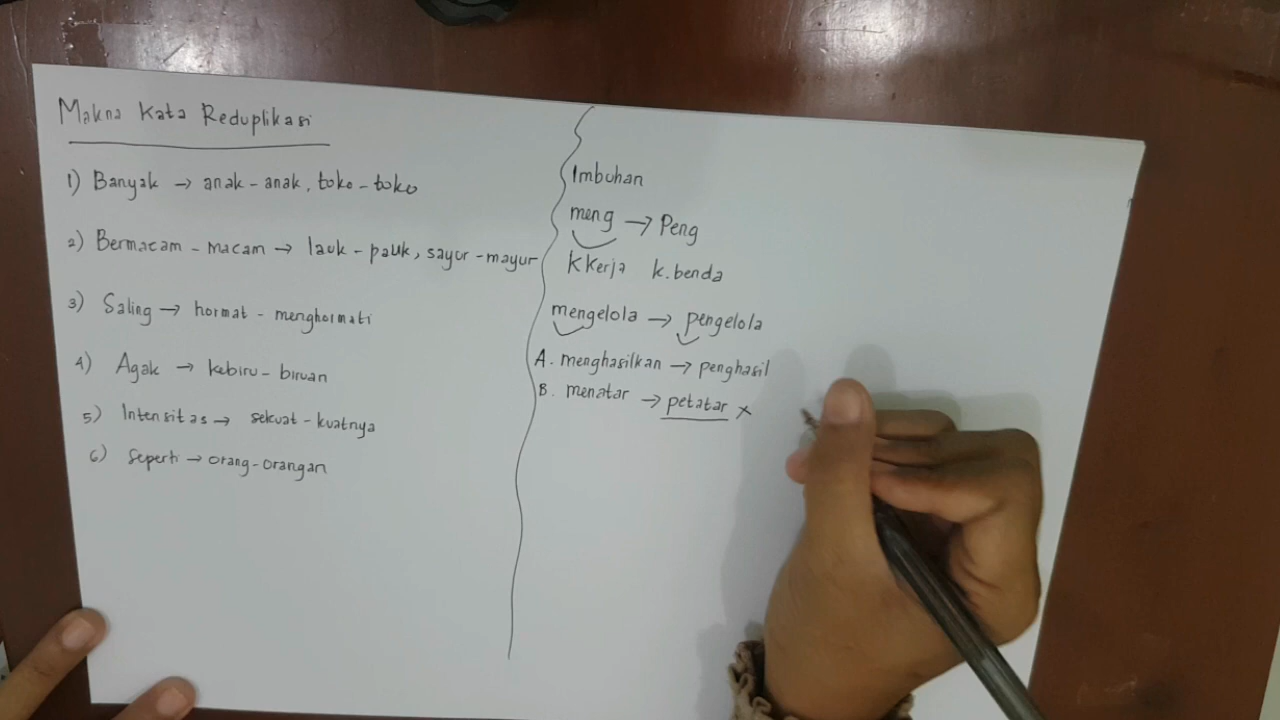 Makna Kata Reduplikasi
1) Banyak → anak - anak, toko - toko
2) Bermacam - macam → lauk - pauk, sayur - mayur
3) Saling → hormat - menghormati
4) Agak → kebiru - biruan
5) Intensitas → sekuat - kuatnya
6) Seperti → orang - orangan
Imbuhan
meng → Peng
k kerja k. benda
mengelola → pengelola
A. menghasilkan → penghasil
B. menatar → petatar ×